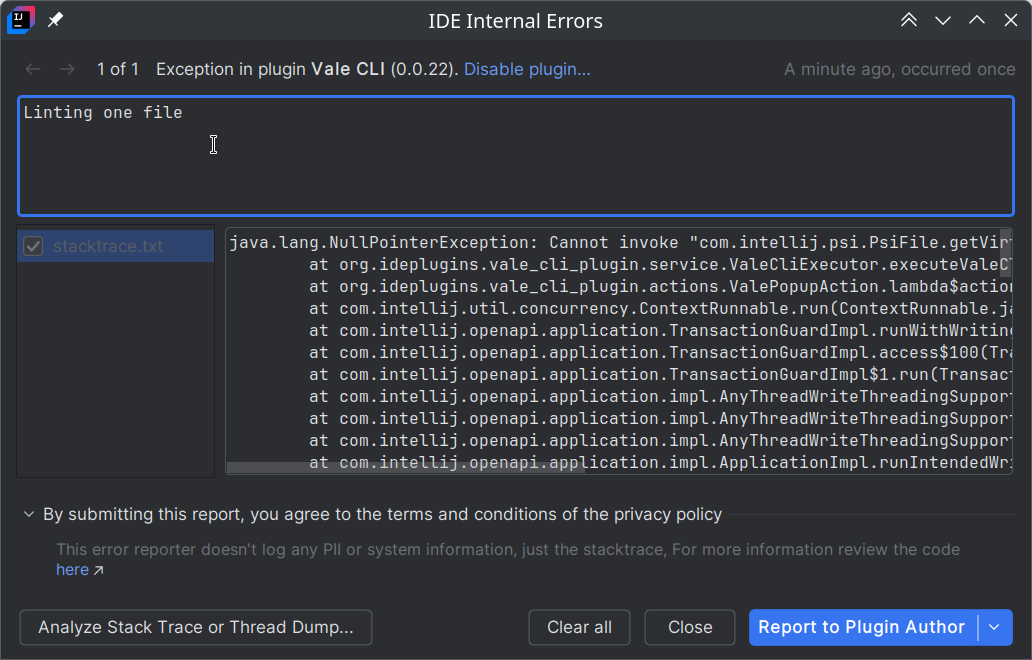 IJ
IDE Internal Errors
1 of 1 Exception in plugin Vale CLI (0.0.22). Disable plugin... A minute ago, occurred once
Linting one file
stacktrace.txt
java.lang.NullPointerException: Cannot invoke "com.intellij.psi.PsiFile.getVir
at org.ideplugins.vale_cli_plugin.service.ValeCliExecutor.executeValeC
at org.ideplugins.vale_cli_plugin.actions.ValePopupAction.lambda$action
at com.intellij.util.concurrency.ContextRunnable.run(ContextRunnable.ja
at com.intellij.openapi.application.TransactionGuardImpl.runWithWriting
at com.intellij.openapi.application.TransactionGuardImpl.access$100(Tra
at com.intellij.openapi.application.TransactionGuardImpl$1.run(Transact
at com.intellij.openapi.application.impl.AnyThreadWriteThreadingSuppor
at com.intellij.openapi.application.impl.AnyThreadWriteThreadingSuppor
at com.intellij.openapi.application.impl.AnyThreadWriteThreadingSuppor
at com.intellij.openapi.application.impl.ApplicationImpl.runIntendedWr
By submitting this report, you agree to the terms and conditions of the privacy policy
This error reporter doesn't log any PII or system information, just the stacktrace, For more information review the code
here
Analyze Stack Trace or Thread Dump... Clear all Close Report to Plugin Author